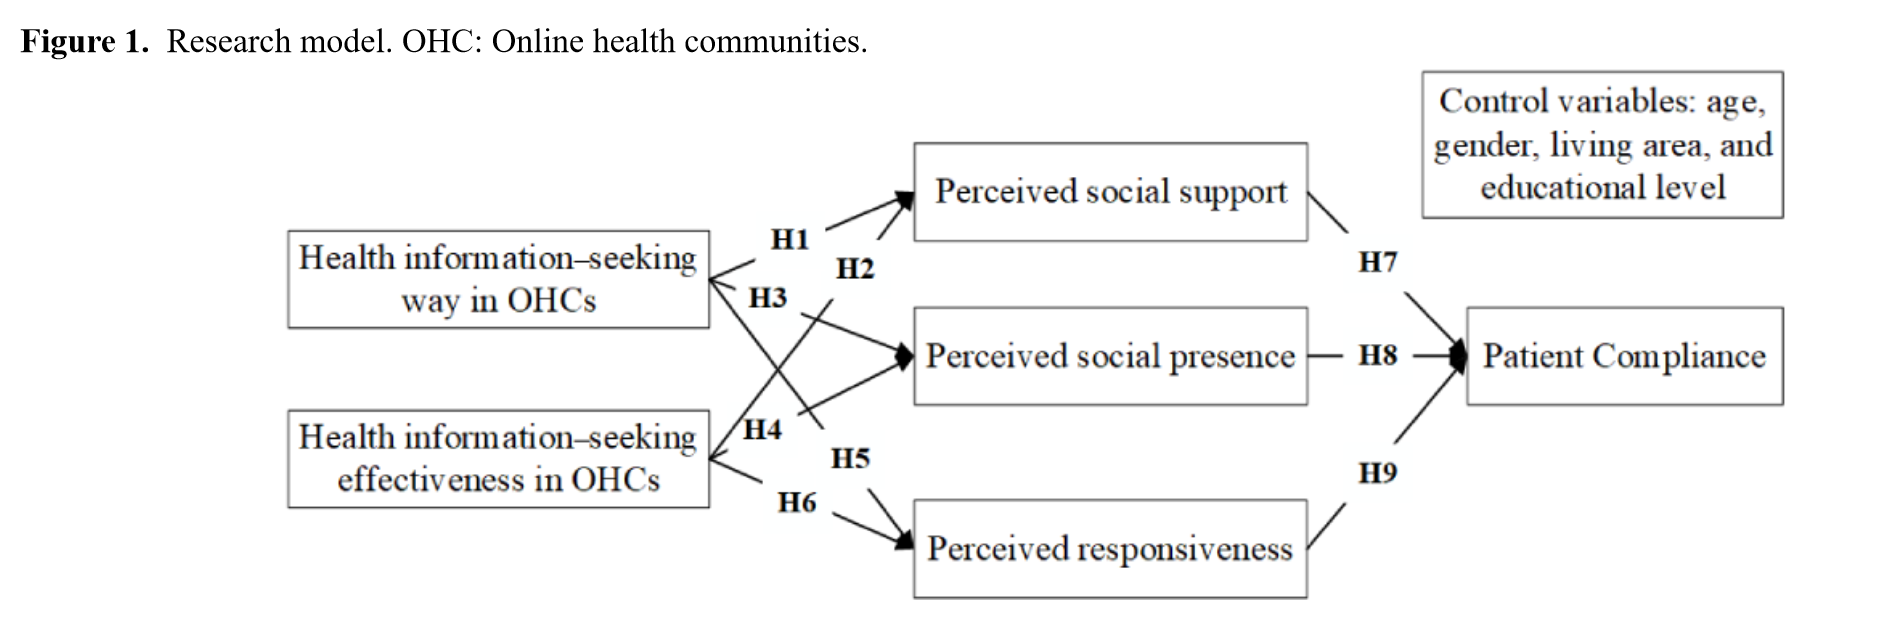 Figure 1. Research model. OHC: Online health communities.
Control variables: age,
gender, living area, and
educational level
Perceived social support
Health information–seeking
way in OHCs
H1
H2
H3
H7
Perceived social presence
H8
Patient Compliance
Health information–seeking
effectiveness in OHCs
H4
H5
H6
H9
Perceived responsiveness